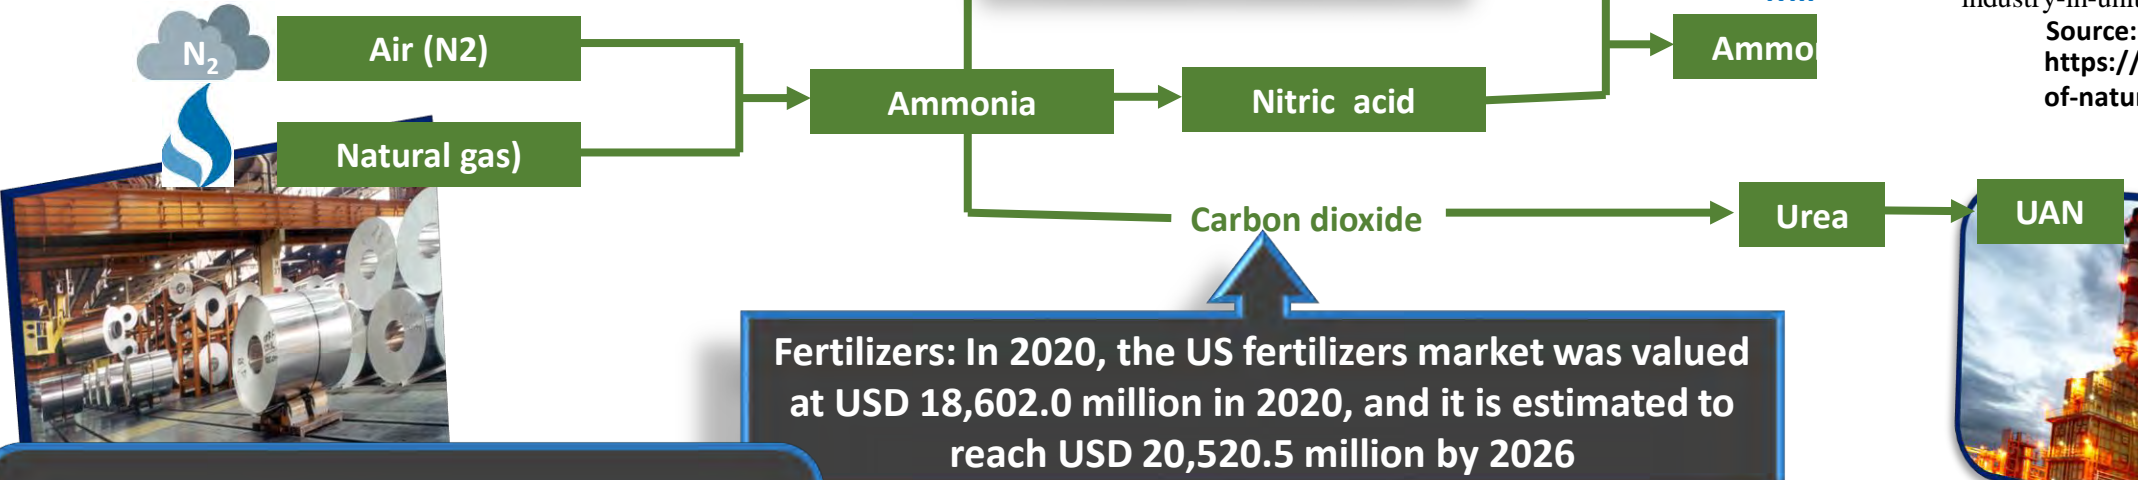 N2
Air (N2)
Natural gas)
Ammonia
Nitric acid
Source:
https://
Carbon dioxide
Urea
UAN
Fertilizers: In 2020, the US fertilizers market was valued
at USD 18,602.0 million in 2020, and it is estimated to
reach USD 20,520.5 million by 2026